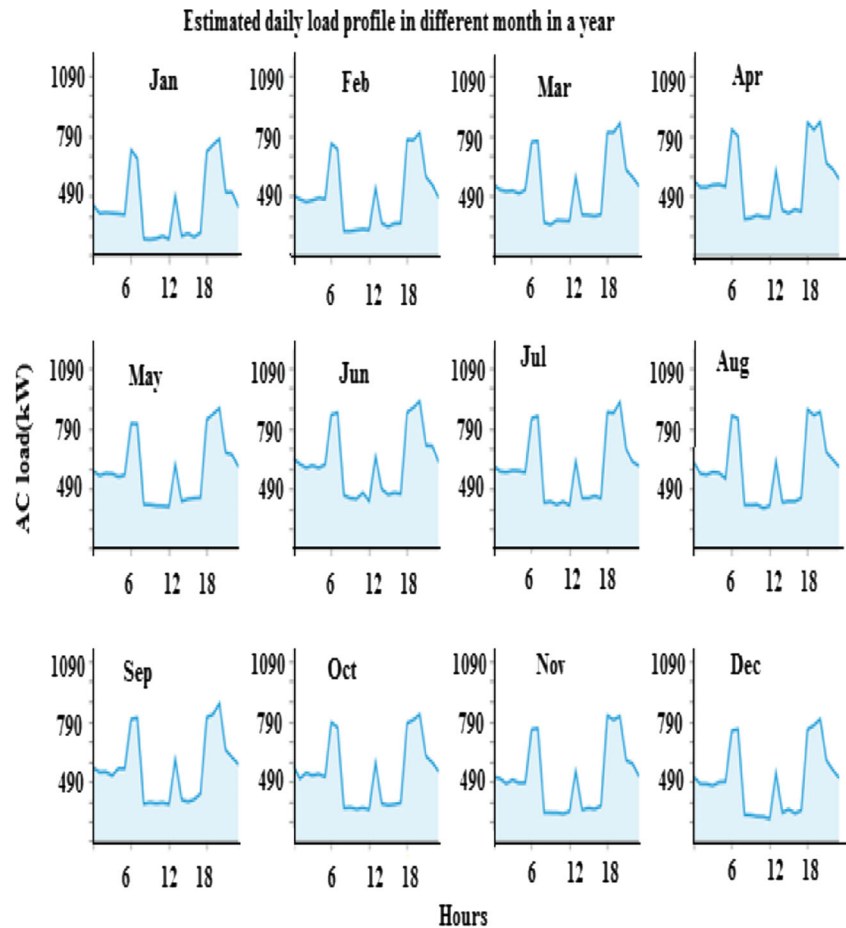 Estimated daily load profile in different month in a year
1090 Jan 1090 Feb 1090 Mar 1090 Apr
790 790 790 790
490 490 490 490
6 12 18 6 12 18 6 12 18 6 12 18
AC load(kW)
1090 May 1090 Jun 1090 Jul 1090 Aug
790 790 790 790
490 490 490 490
6 12 18 6 12 18 6 12 18 6 12 18
1090 Sep 1090 Oct 1090 Nov 1090 Dec
790 790 790 790
490 490 490 490
6 12 18 6 12 18 6 12 18 6 12 18
Hours